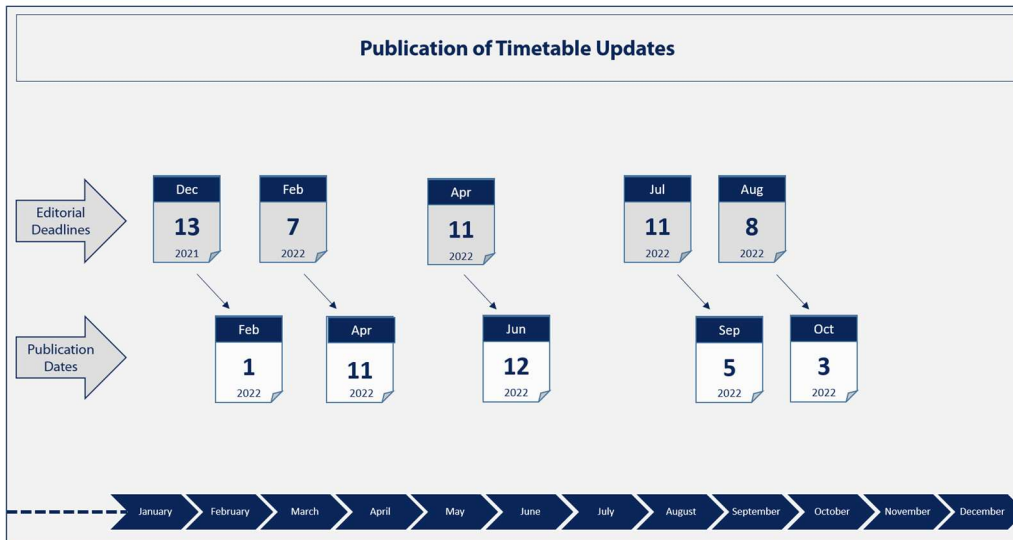 Publication of Timetable Updates
Editorial
Deadlines
Dec
13
2021
Feb
7
2022
Apr
11
2022
Jul
11
2022
Aug
8
2022
Publication
Dates
Feb
1
2022
Apr
11
2022
Jun
12
2022
Sep
5
2022
Oct
3
2022
January February March April May June July August September October November December